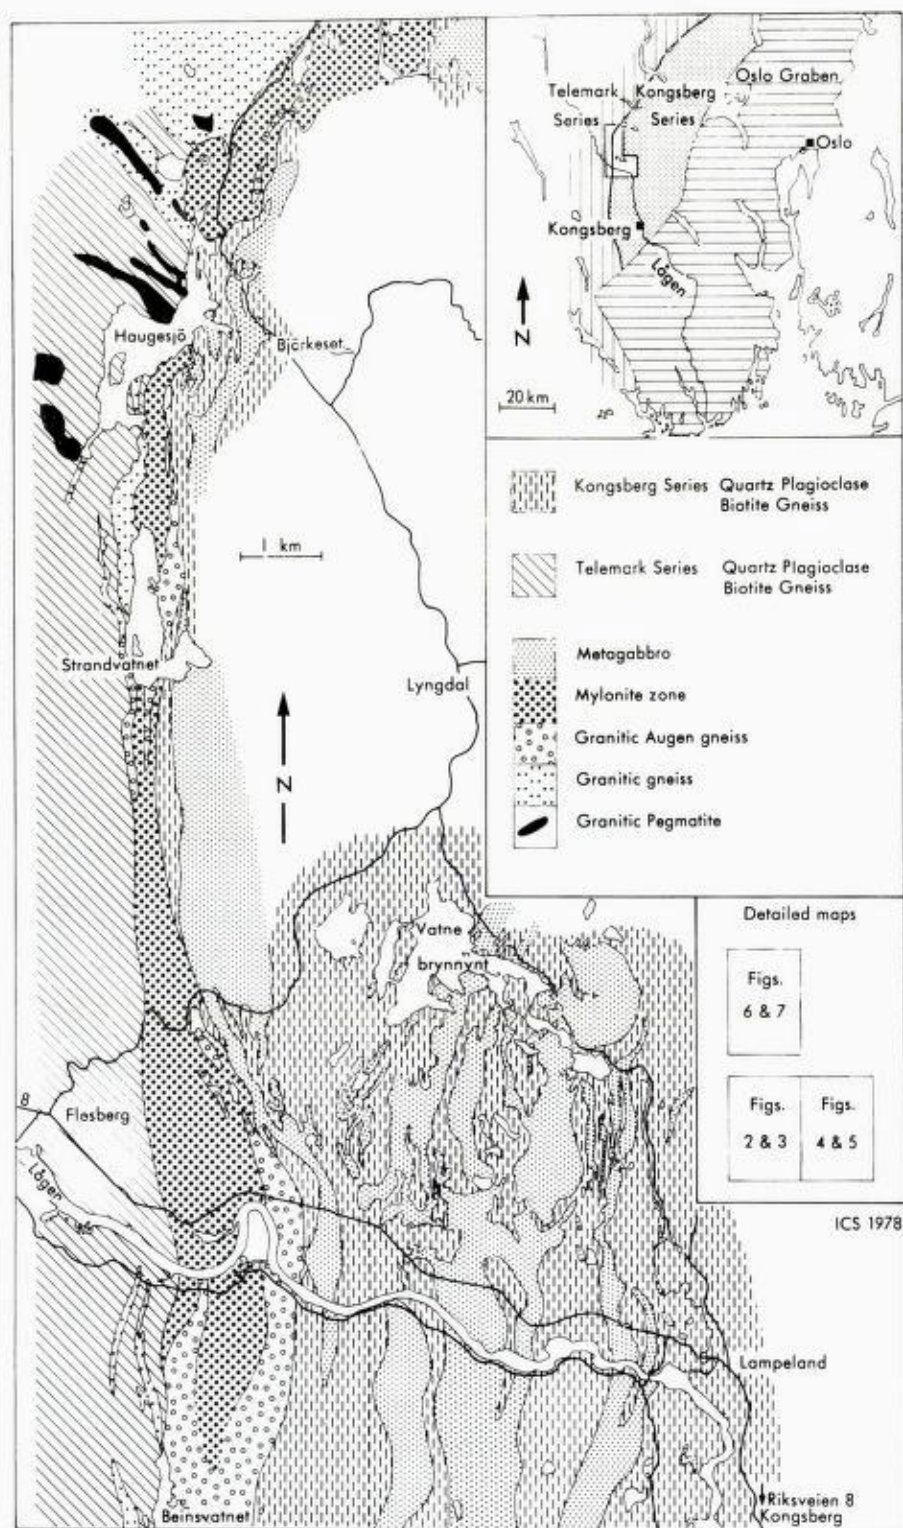 Oslo Graben
Telemark Kongsberg
Series Series
Oslo
Kongsberg
Lågen
N
20 km
Haugesjö
Björkeset
1 km
Strandvatnet
Lyngdal
N
Kongsberg Series Quartz Plagioclase
Biotite Gneiss
Telemark Series Quartz Plagioclase
Biotite Gneiss
Metagabbro
Mylonite zone
Granitic Augen gneiss
Granitic gneiss
Granitic Pegmatite
Vatne
brynnynt
Detailed maps
Figs.
6 & 7
Figs. Figs.
2 & 3 4 & 5
ICS 1978
8
Flesberg
Lågen
Lampeland
Beinsvatnet
Riksveien 8
Kongsberg